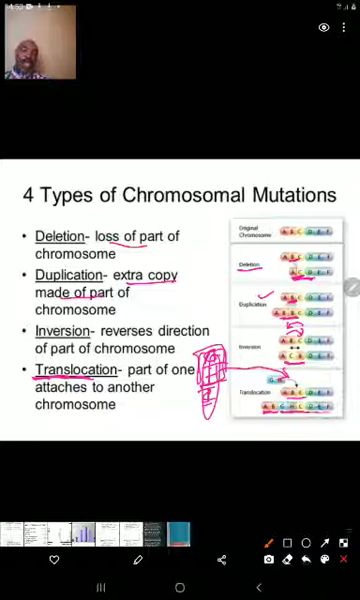 4:53
4 Types of Chromosomal Mutations
• Deletion- loss of part of
chromosome
• Duplication- extra copy
made of part of
chromosome
• Inversion- reverses direction
of part of chromosome
• Translocation- part of one
attaches to another
chromosome
Original
Chromosome
A B C D E F
Deletion
A B C D E F
A C D E F
Duplication
A B C D E F
A B B C D E F
Inversion
A B C D E F
A C B D E F
G H
Translocation
A B C D E F
A B G H C D E F